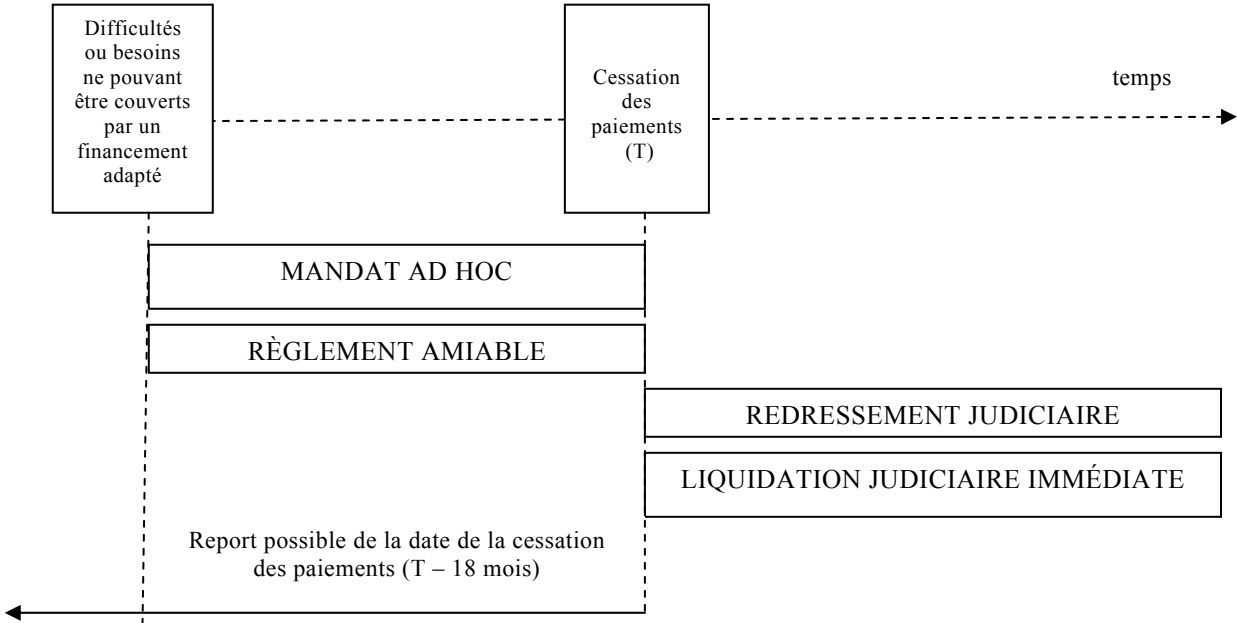 Difficultés
ou besoins
ne pouvant
être couverts
par un
financement
adapté
Cessation
des
paiements
(T)
temps
MANDAT AD HOC
RÈGLEMENT AMIABLE
REDRESSEMENT JUDICIAIRE
LIQUIDATION JUDICIAIRE IMMÉDIATE
Report possible de la date de la cessation
des paiements (T – 18 mois)